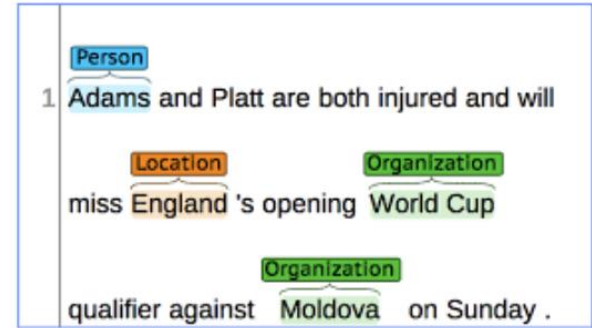 Person
1 Adams and Platt are both injured and will
Location Organization
miss England 's opening World Cup
Organization
qualifier against Moldova on Sunday .